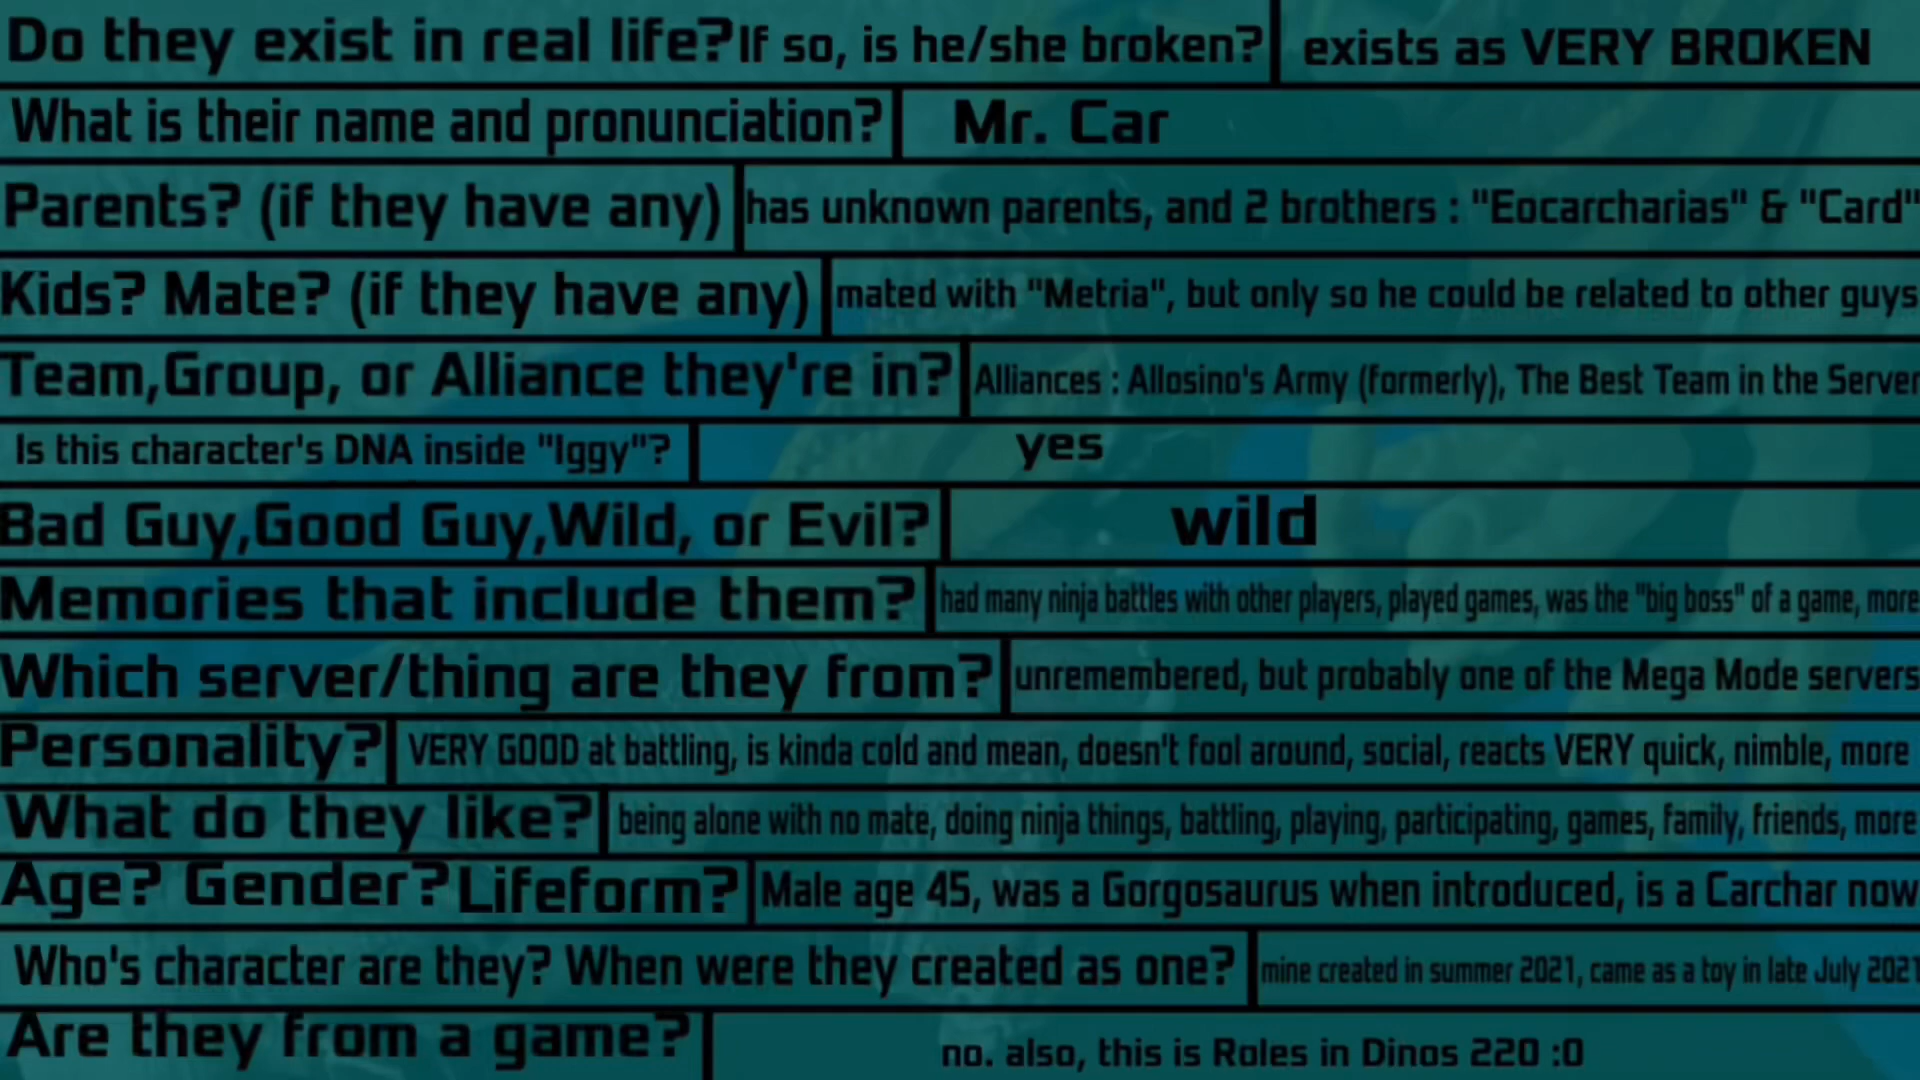 Do they exist in real life? If so, is he/she broken? exists as VERY BROKEN
What is their name and pronunciation? Mr. Car
Parents? (if they have any) has unknown parents, and 2 brothers : "Eocarcharias" & "Card"
Kids? Mate? (if they have any) mated with "Metria", but only so he could be related to other guys
Team,Group, or Alliance they're in? Alliances : Allosino's Army (formerly), The Best Team in the Server
Is this character's DNA inside "Iggy"? yes
Bad Guy,Good Guy,Wild, or Evil? wild
Memories that include them? had many ninja battles with other players, played games, was the "big boss" of a game, more
Which server/thing are they from? unremembered, but probably one of the Mega Mode servers
Personality? VERY GOOD at battling, is kinda cold and mean, doesn't fool around, social, reacts VERY quick, nimble, more
What do they like? being alone with no mate, doing ninja things, battling, playing, participating, games, family, friends, more
Age? Gender? Lifeform? Male age 45, was a Gorgosaurus when introduced, is a Carchar now
Who's character are they? When were they created as one? mine created in summer 2021, came as a toy in late July 2021
Are they from a game? no. also, this is Roles in Dinos 220 :0